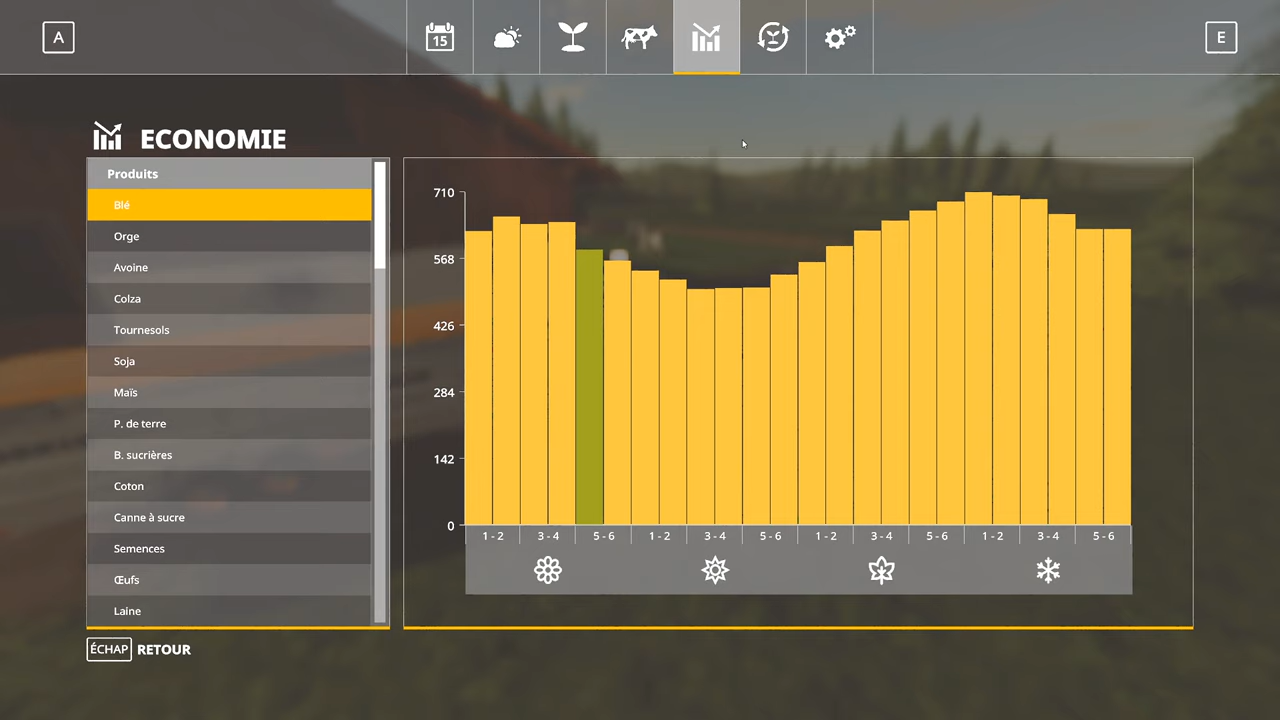 A
15
E
ECONOMIE
Produits
Blé
Orge
Avoine
Colza
Tournesols
Soja
Maïs
P. de terre
B. sucrières
Coton
Canne à sucre
Semences
Œufs
Laine
710
568
426
284
142
0
1 - 2 3 - 4 5 - 6 1 - 2 3 - 4 5 - 6 1 - 2 3 - 4 5 - 6 1 - 2 3 - 4 5 - 6
ÉCHAP RETOUR